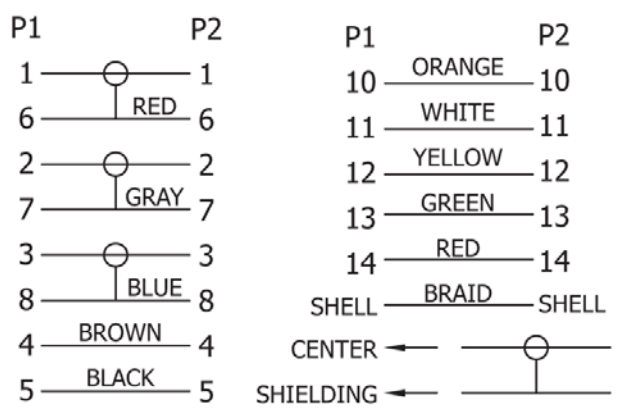 P1 P2
1 1
RED
6 6
2 2
GRAY
7 7
3 3
BLUE
8 8
BROWN
4 4
BLACK
5 5
P1 P2
ORANGE
10 10
WHITE
11 11
YELLOW
12 12
GREEN
13 13
RED
14 14
BRAID
SHELL SHELL
CENTER
SHIELDING